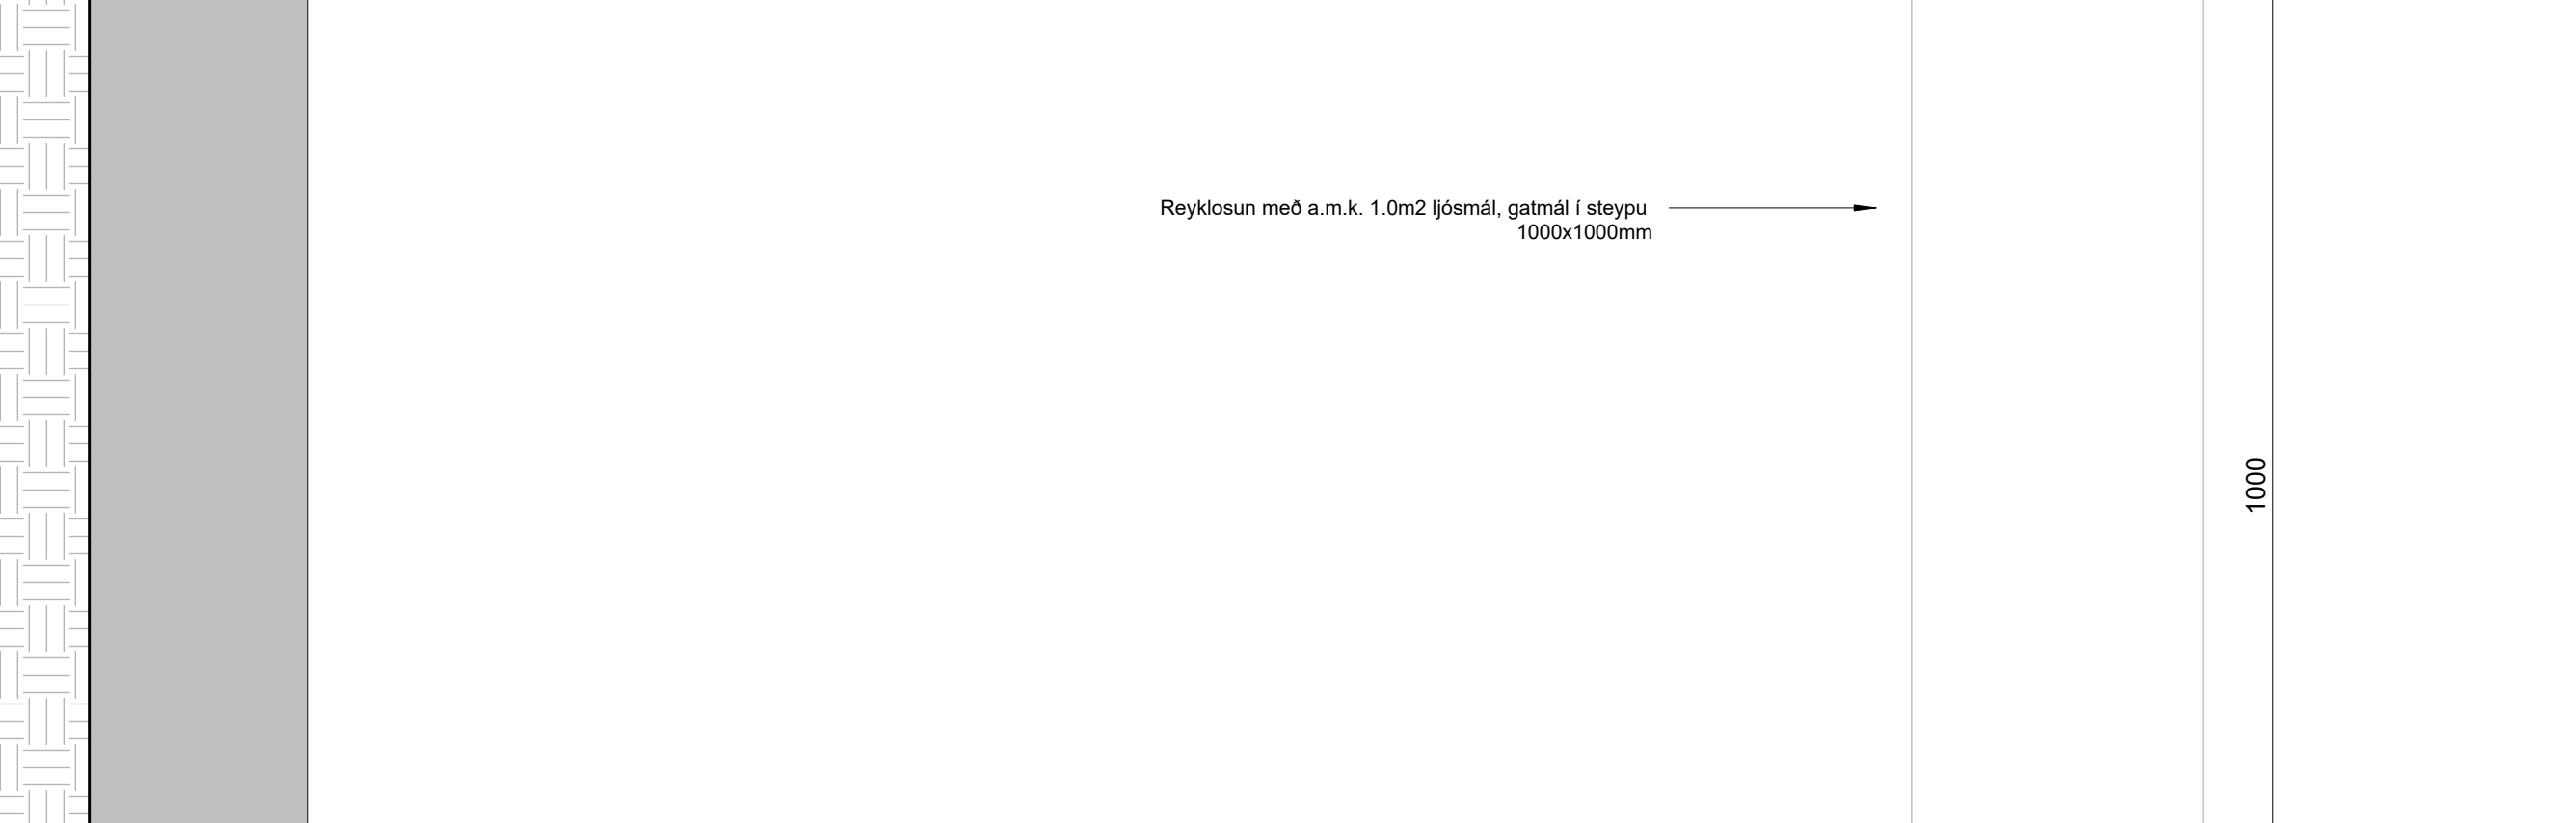 Reyklosun með a.m.k. 1.0m2 ljósmál, gatmál í steypu
1000x1000mm
1000